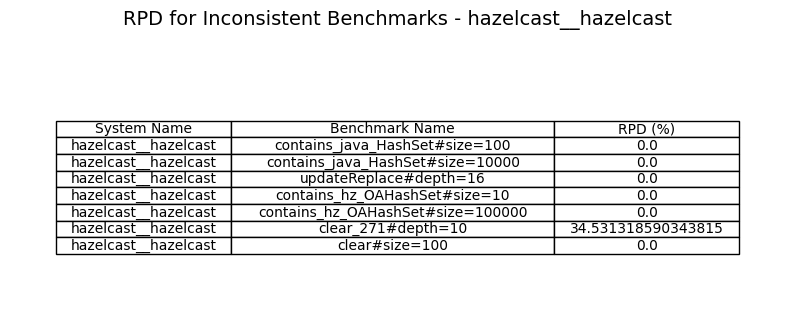 RPD for Inconsistent Benchmarks - hazelcast__hazelcast
System Name Benchmark Name RPD (%)
hazelcast__hazelcast contains_java_HashSet#size=100 0.0
hazelcast__hazelcast contains_java_HashSet#size=10000 0.0
hazelcast__hazelcast updateReplace#depth=16 0.0
hazelcast__hazelcast contains_hz_OAHashSet#size=10 0.0
hazelcast__hazelcast contains_hz_OAHashSet#size=100000 0.0
hazelcast__hazelcast clear_271#depth=10 34.531318590343815
hazelcast__hazelcast clear#size=100 0.0